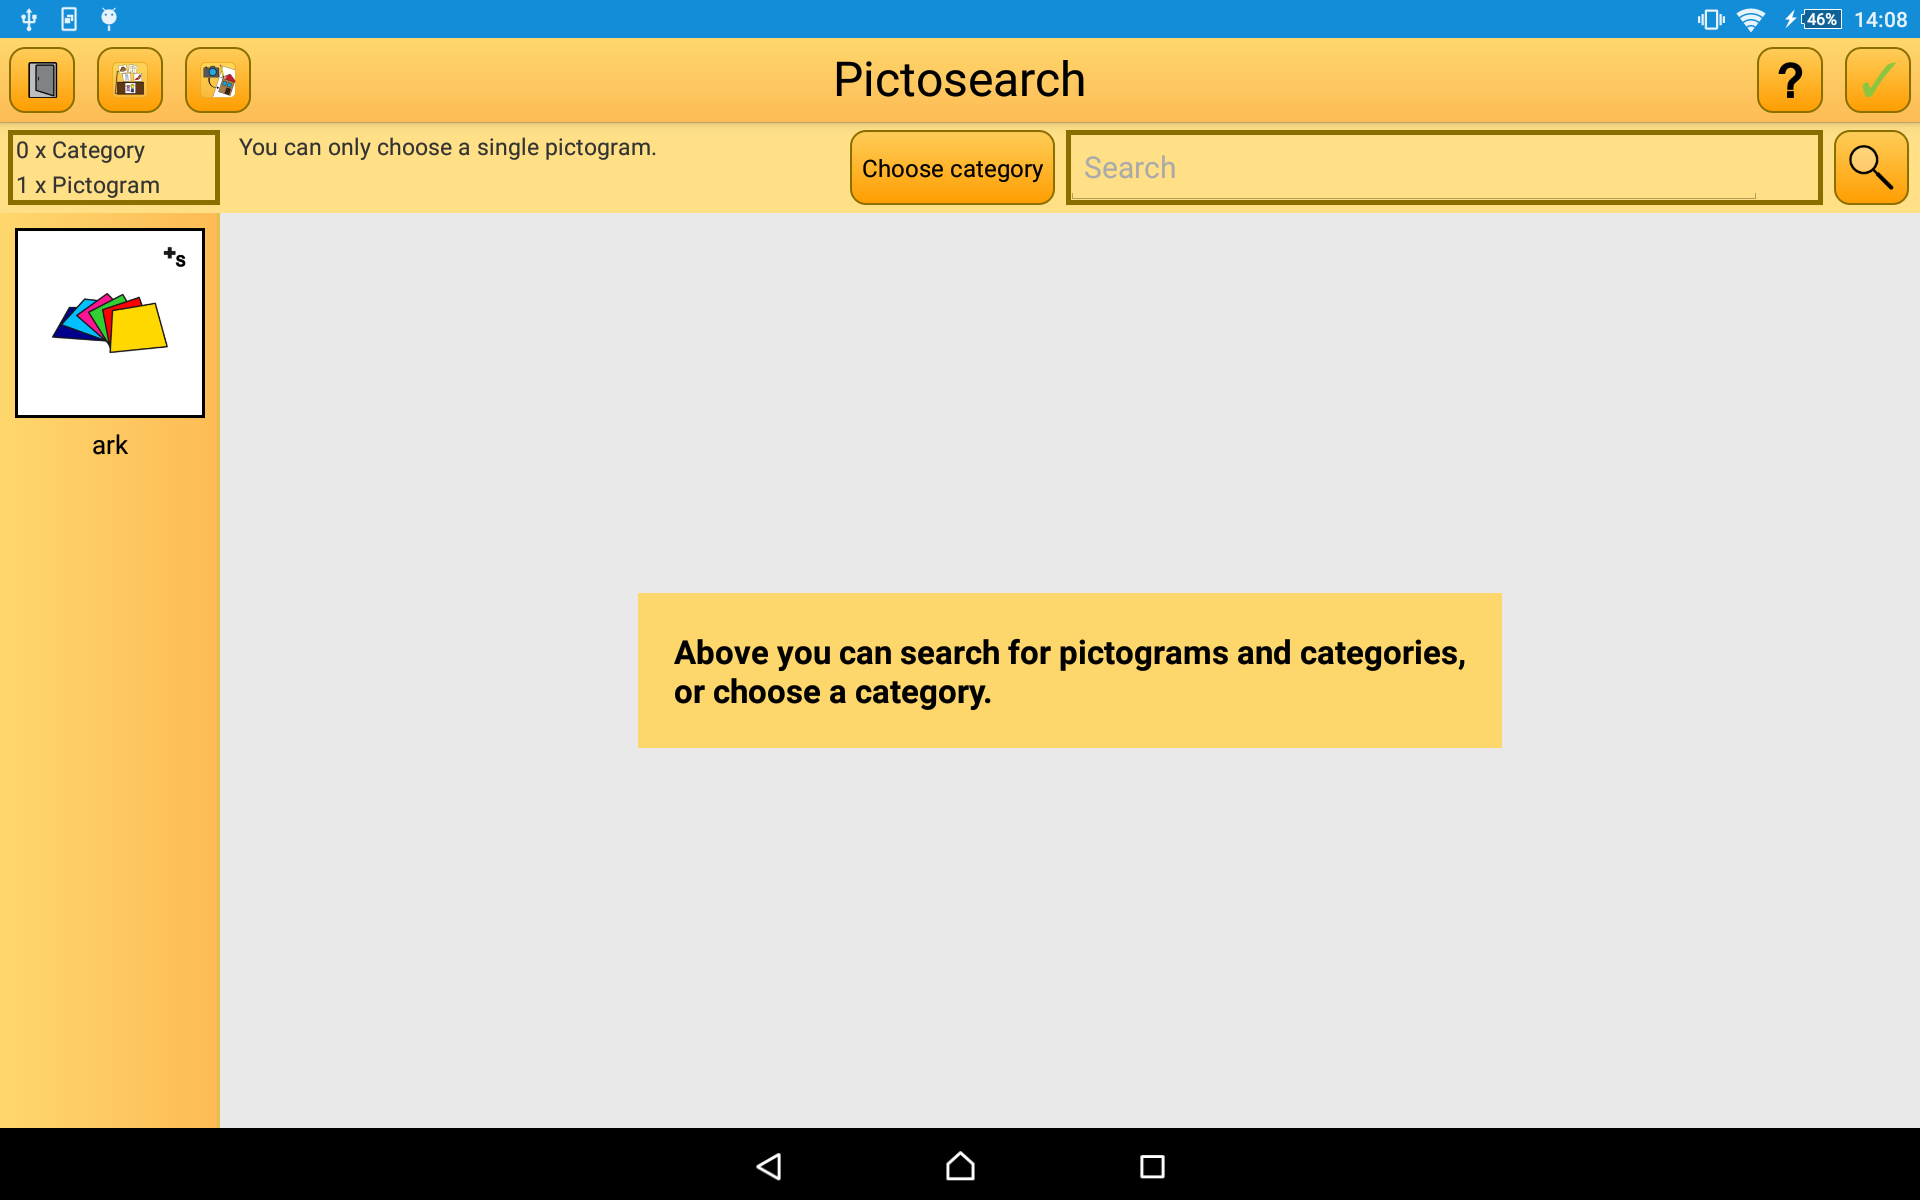 46% 14:08
Pictosearch
?
0 x Category
1 x Pictogram
You can only choose a single pictogram.
Choose category
Search
+s
ark
Above you can search for pictograms and categories,
or choose a category.